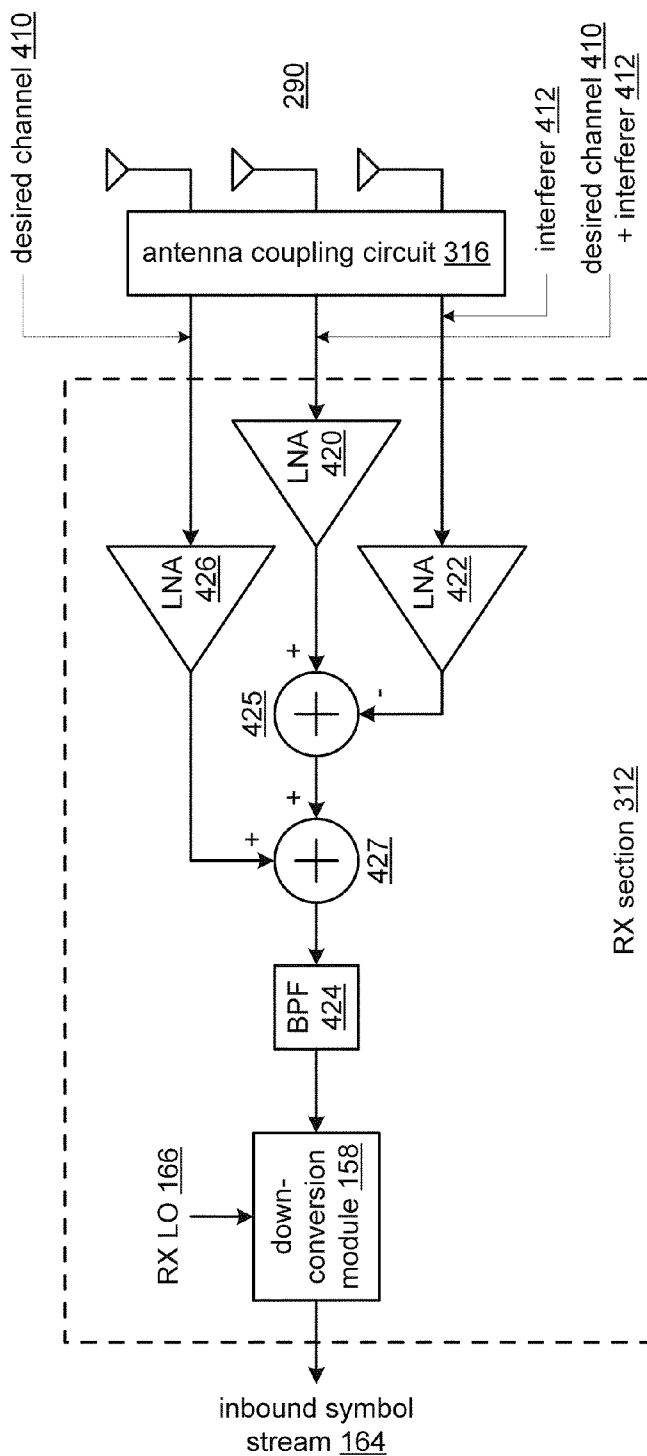 desired channel 410
290
antenna coupling circuit 316
interferer 412
desired channel 410
+ interferer 412
LNA
426
LNA
420
LNA
422
+
-
425
+
+
427
BPF
424
RX LO 166
down-
conversion
module 158
RX section 312
inbound symbol
stream 164